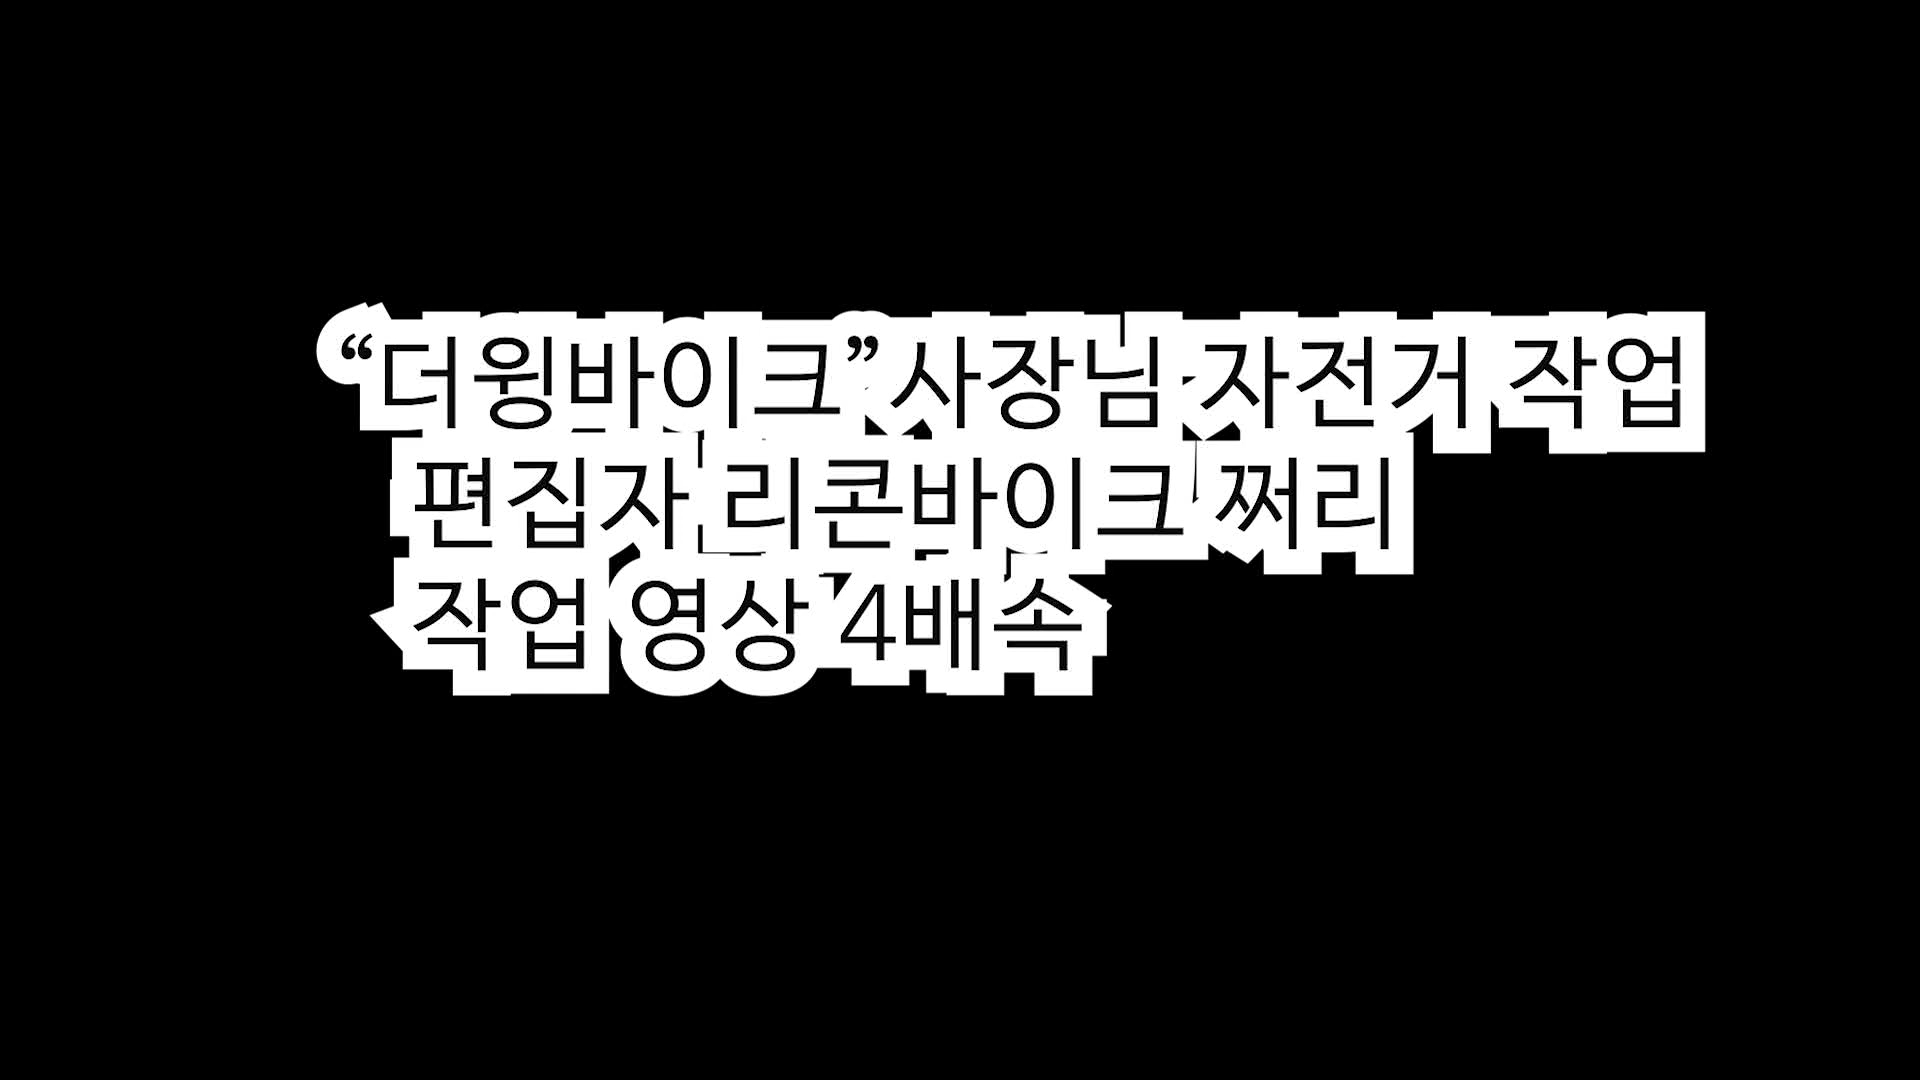 “더윙바이크” 사장님 자전거 작업
편집자 리콘바이크 쩌리
작업 영상 4배속